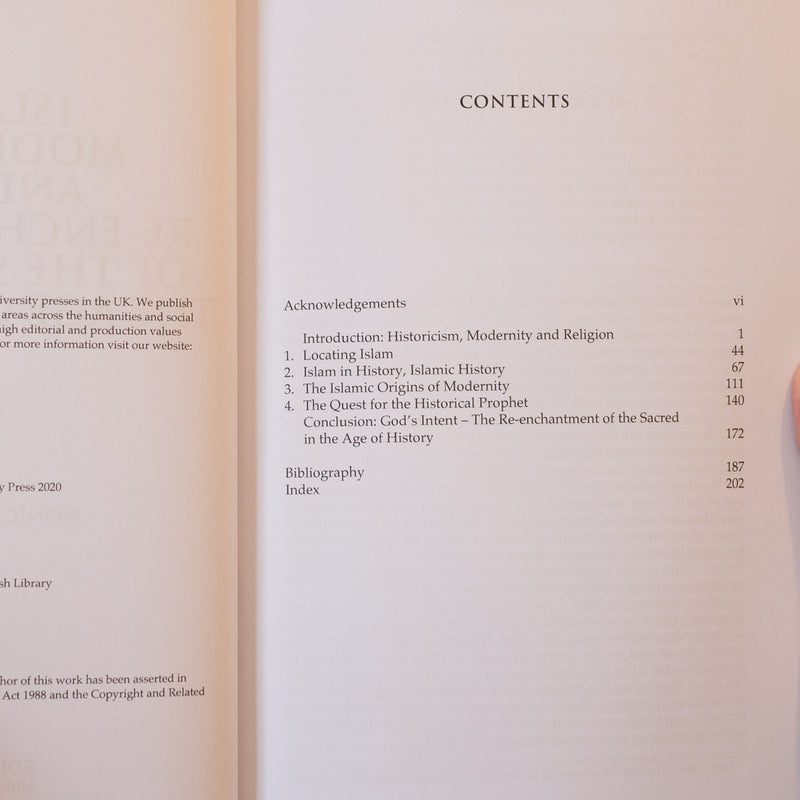 iversity presses in the UK. We publish
areas across the humanities and social
high editorial and production values
or more information visit our website:
y Press 2020
sh Library
hor of this work has been asserted in
Act 1988 and the Copyright and Related
CONTENTS
Acknowledgements vi
Introduction: Historicism, Modernity and Religion 1
1. Locating Islam 44
2. Islam in History, Islamic History 67
3. The Islamic Origins of Modernity 111
4. The Quest for the Historical Prophet 140
Conclusion: God's Intent – The Re-enchantment of the Sacred
in the Age of History 172
Bibliography 187
Index 202